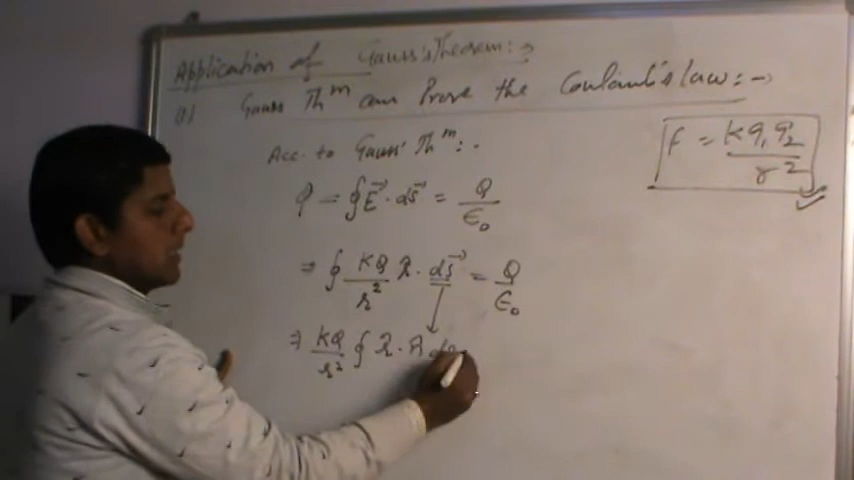 Application of Gauss's Theorem:→
(1) Gauss Thᵐ can Prove the Coulomb's law:→
F = Kq₁q₂/r²
Acc. to Gauss' Thᵐ:-
φ = ∮E⃗·ds⃗ = Q/ϵ₀
⇒ ∮ KQ/r² r̂·ds⃗ = Q/ϵ₀
⇒ KQ/r² ∮ r̂·n̂ ds